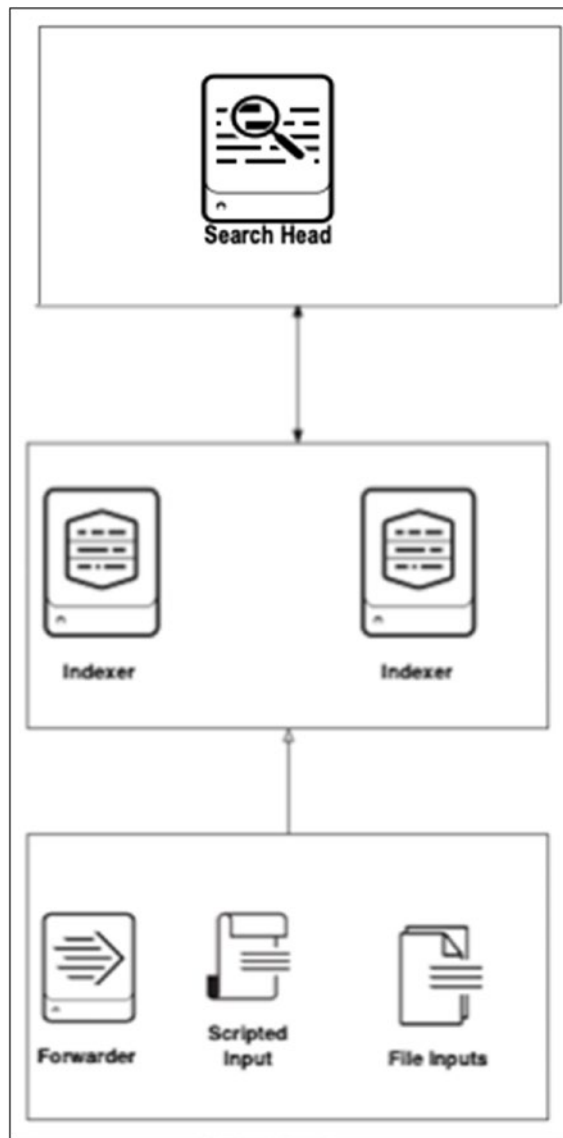 Search Head
Indexer
Indexer
Forwarder
Scripted
Input
File Inputs